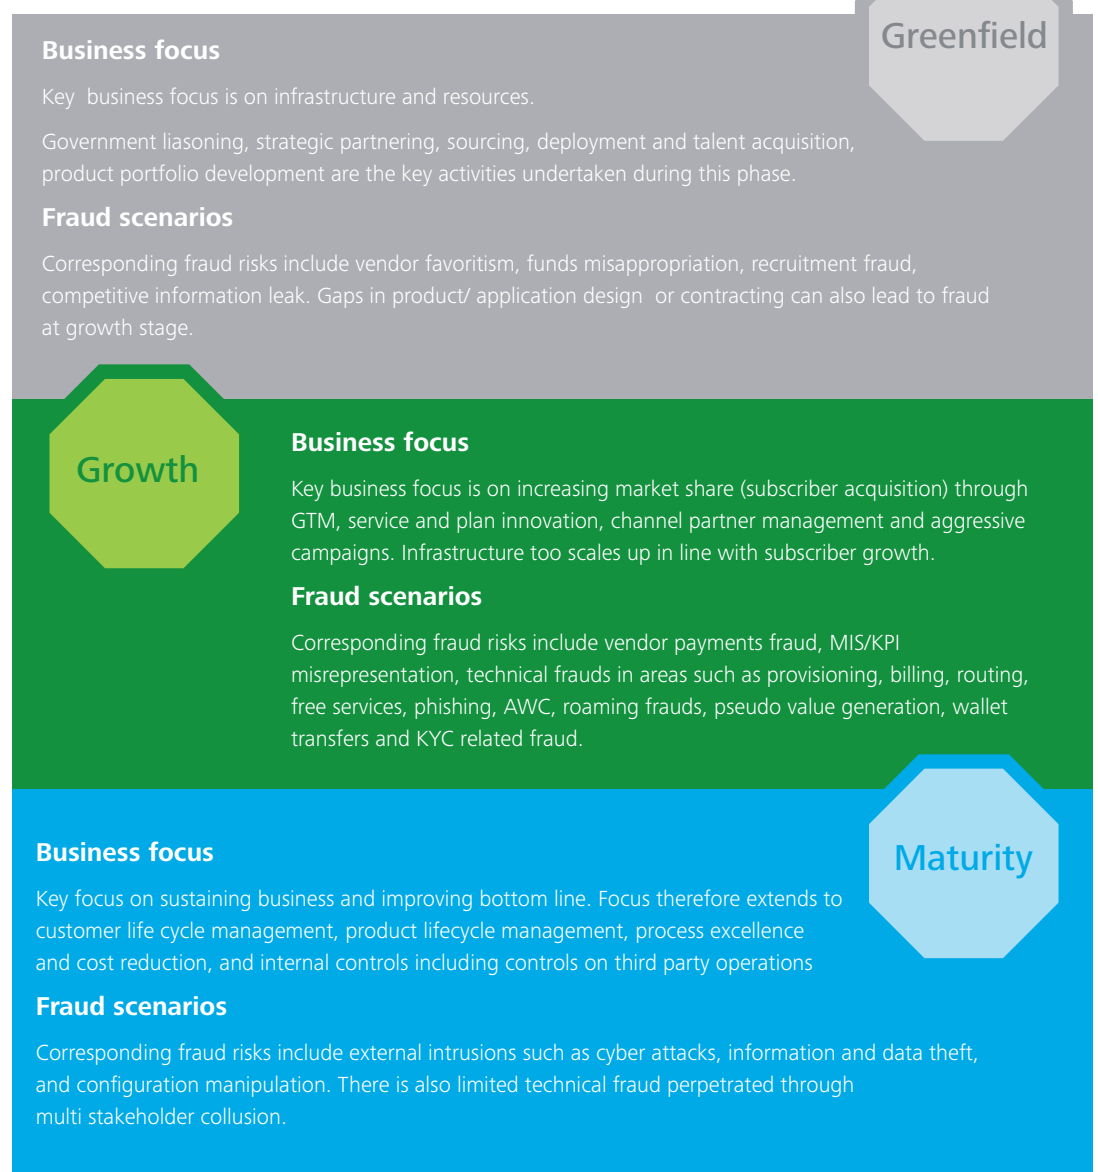 Greenfield
Business focus
Key business focus is on infrastructure and resources.
Government liasoning, strategic partnering, sourcing, deployment and talent acquisition,
product portfolio development are the key activities undertaken during this phase.
Fraud scenarios
Corresponding fraud risks include vendor favoritism, funds misappropriation, recruitment fraud,
competitive information leak. Gaps in product/ application design or contracting can also lead to fraud
at growth stage.
Growth
Business focus
Key business focus is on increasing market share (subscriber acquisition) through
GTM, service and plan innovation, channel partner management and aggressive
campaigns. Infrastructure too scales up in line with subscriber growth.
Fraud scenarios
Corresponding fraud risks include vendor payments fraud, MIS/KPI
misrepresentation, technical frauds in areas such as provisioning, billing, routing,
free services, phishing, AWC, roaming frauds, pseudo value generation, wallet
transfers and KYC related fraud.
Maturity
Business focus
Key focus on sustaining business and improving bottom line. Focus therefore extends to
customer life cycle management, product lifecycle management, process excellence
and cost reduction, and internal controls including controls on third party operations
Fraud scenarios
Corresponding fraud risks include external intrusions such as cyber attacks, information and data theft,
and configuration manipulation. There is also limited technical fraud perpetrated through
multi stakeholder collusion.